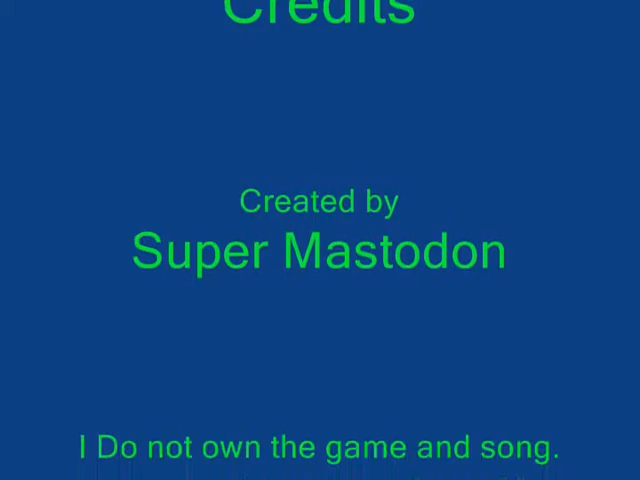 Credits
Created by
Super Mastodon
I Do not own the game and song.